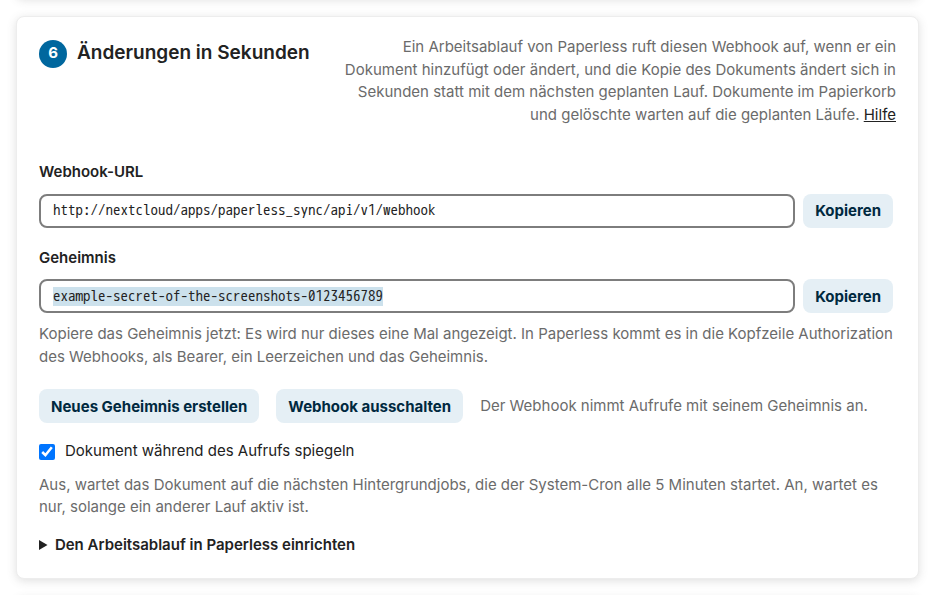 6 Änderungen in Sekunden
Ein Arbeitsablauf von Paperless ruft diesen Webhook auf, wenn er ein
Dokument hinzufügt oder ändert, und die Kopie des Dokuments ändert sich in
Sekunden statt mit dem nächsten geplanten Lauf. Dokumente im Papierkorb
und gelöschte warten auf die geplanten Läufe. Hilfe
Webhook-URL
http://nextcloud/apps/paperless_sync/api/v1/webhook
Kopieren
Geheimnis
example-secret-of-the-screenshots-0123456789
Kopieren
Kopiere das Geheimnis jetzt: Es wird nur dieses eine Mal angezeigt. In Paperless kommt es in die Kopfzeile Authorization
des Webhooks, als Bearer, ein Leerzeichen und das Geheimnis.
Neues Geheimnis erstellen
Webhook ausschalten
Der Webhook nimmt Aufrufe mit seinem Geheimnis an.
Dokument während des Aufrufs spiegeln
Aus, wartet das Dokument auf die nächsten Hintergrundjobs, die der System-Cron alle 5 Minuten startet. An, wartet es
nur, solange ein anderer Lauf aktiv ist.
Den Arbeitsablauf in Paperless einrichten